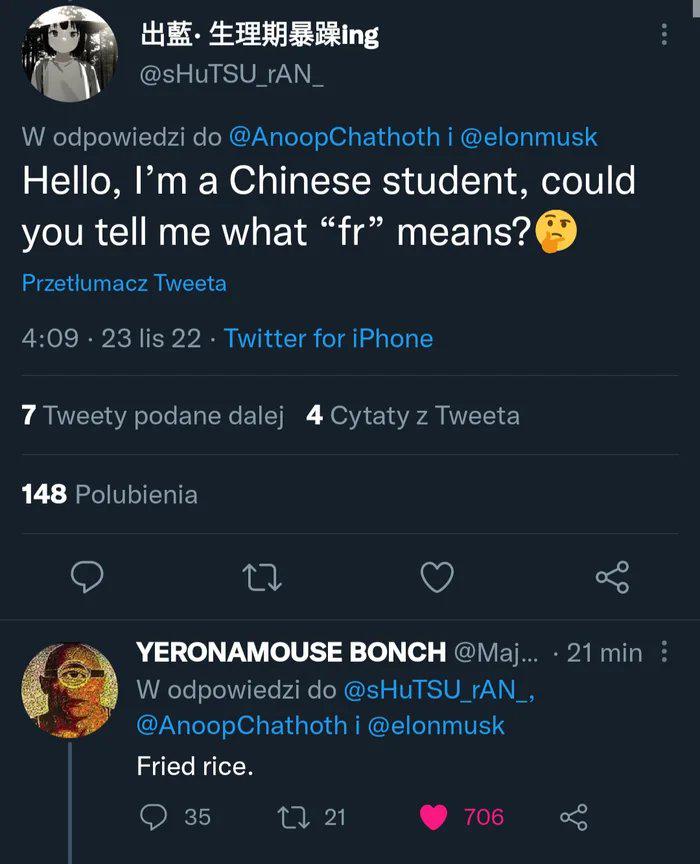 出藍· 生理期暴躁ing
@sHuTSU_rAN_
W odpowiedzi do @AnoopChathoth i @elonmusk
Hello, I’m a Chinese student, could
you tell me what “fr” means?🤔
Przetłumacz Tweeta
4:09 · 23 lis 22 · Twitter for iPhone
7 Tweety podane dalej 4 Cytaty z Tweeta
148 Polubienia
YERONAMOUSE BONCH @Maj... · 21 min
W odpowiedzi do @sHuTSU_rAN_,
@AnoopChathoth i @elonmusk
Fried rice.
35 21 706